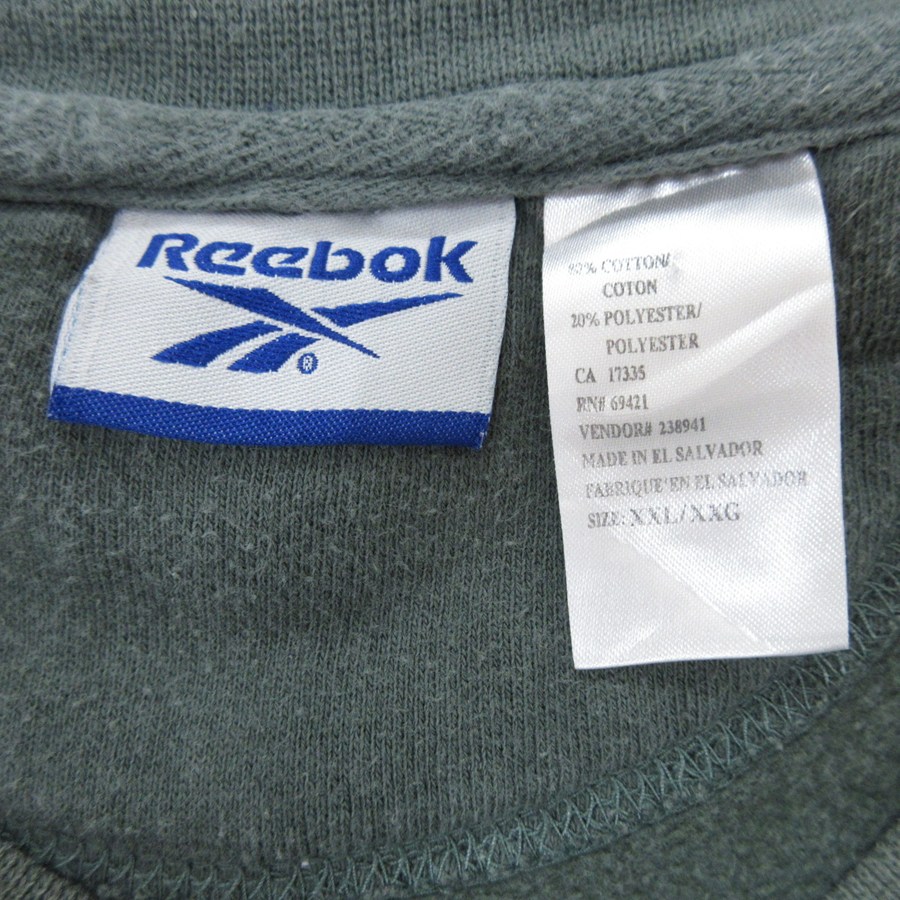 Reebok
®
80% COTTON/
COTON
20% POLYESTER/
POLYESTER
CA 17335
RN# 69421
VENDOR# 238941
MADE IN EL SALVADOR
FABRIQUE' EN EL SALVADOR
SIZE: XXL/XXG